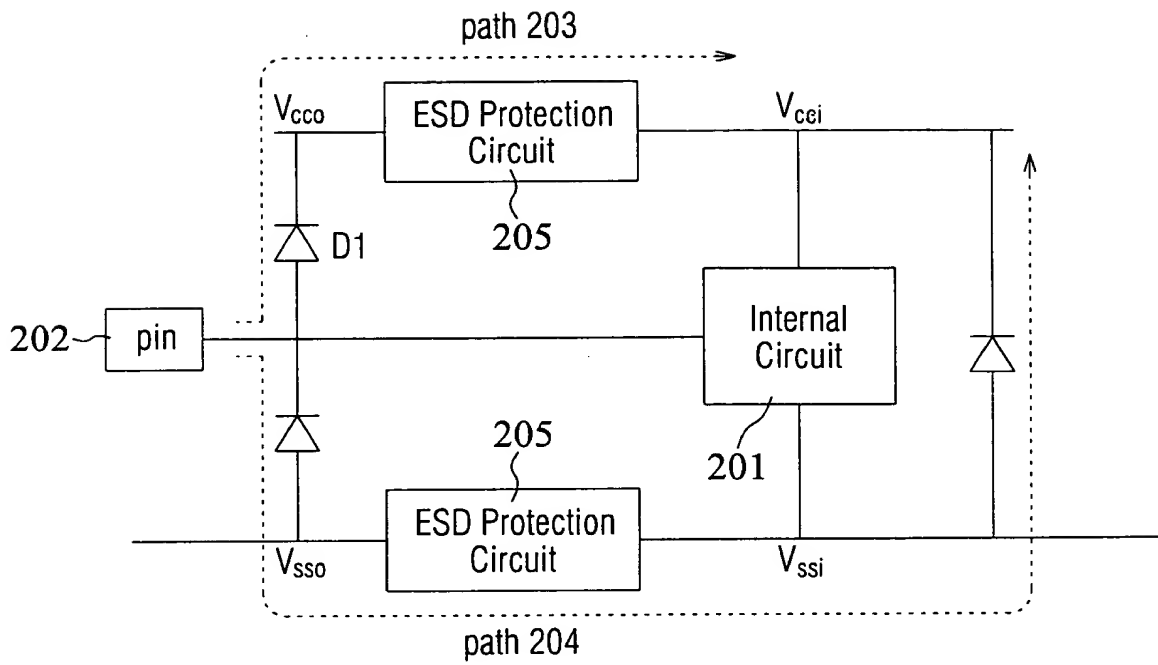 path 203
Vcco
ESD Protection
Circuit
Vcei
205
D1
202
pin
Internal
Circuit
201
205
ESD Protection
Circuit
Vsso
Vssi
path 204